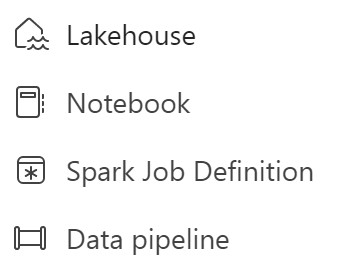 Lakehouse
Notebook
Spark Job Definition
Data pipeline